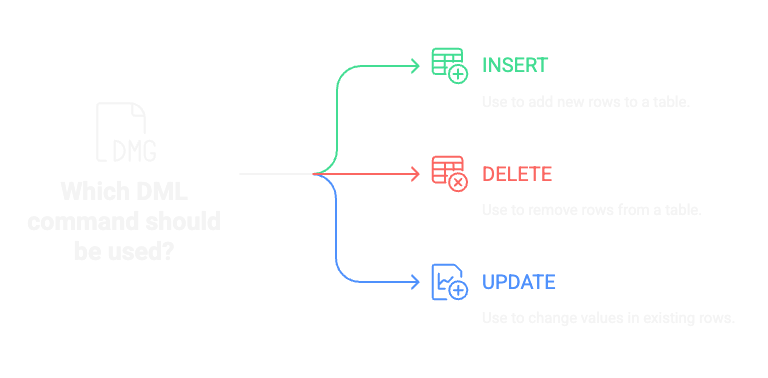 DMG
Which DML
command should
be used?
INSERT
Use to add new rows to a table.
DELETE
Use to remove rows from a table.
UPDATE
Use to change values in existing rows.